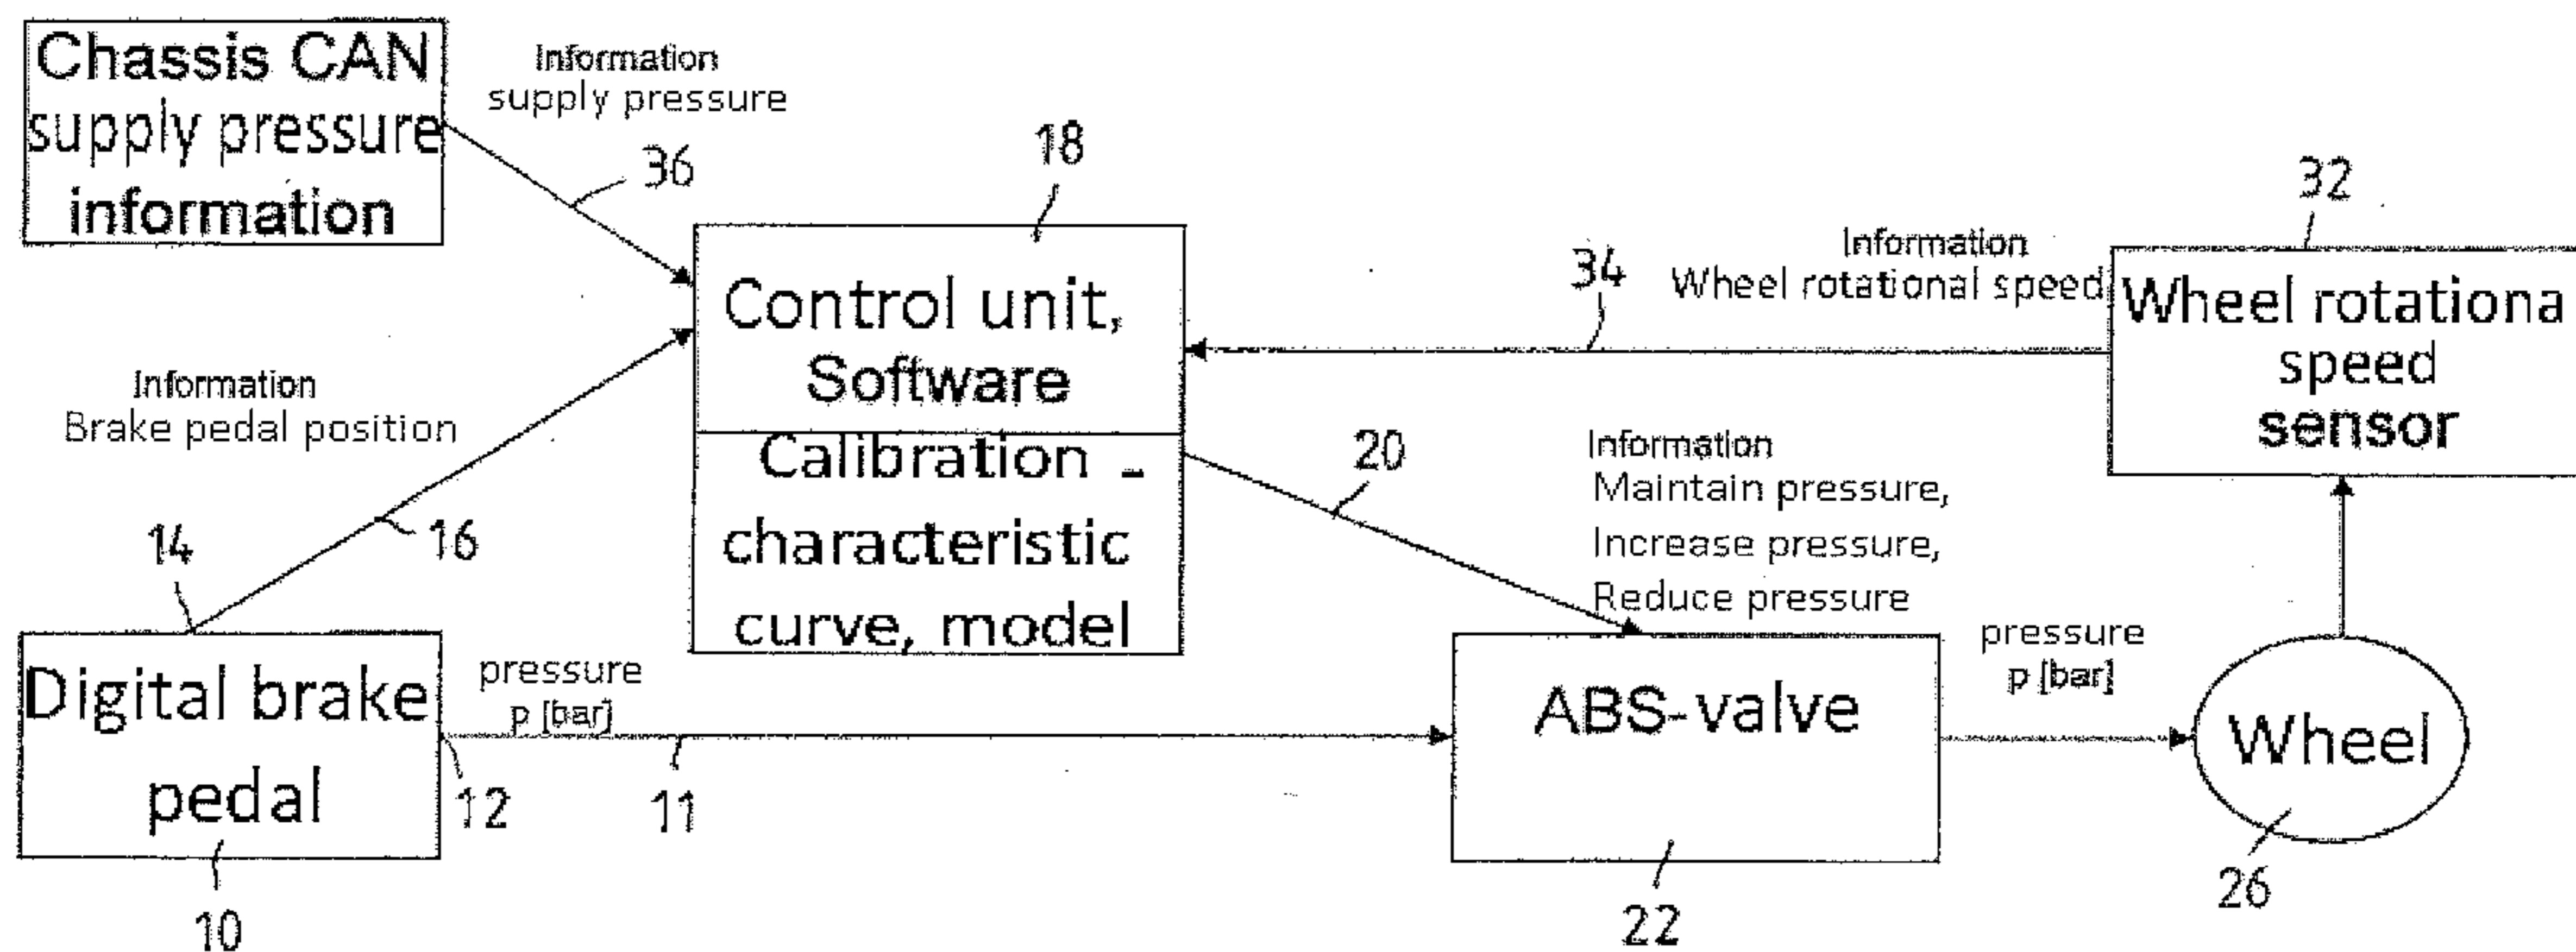 Chassis CAN
supply pressure
information
Information
supply pressure
36
18
Control unit,
Software
Calibration -
characteristic
curve, model
32
Information
Wheel rotational speed
34
Wheel rotationa
speed
sensor
Information
Brake pedal position
14
16
20
Information
Maintain pressure,
Increase pressure,
Reduce pressure
Digital brake
pedal
10
pressure
p [bar]
12
11
ABS-valve
22
pressure
p [bar]
Wheel
26